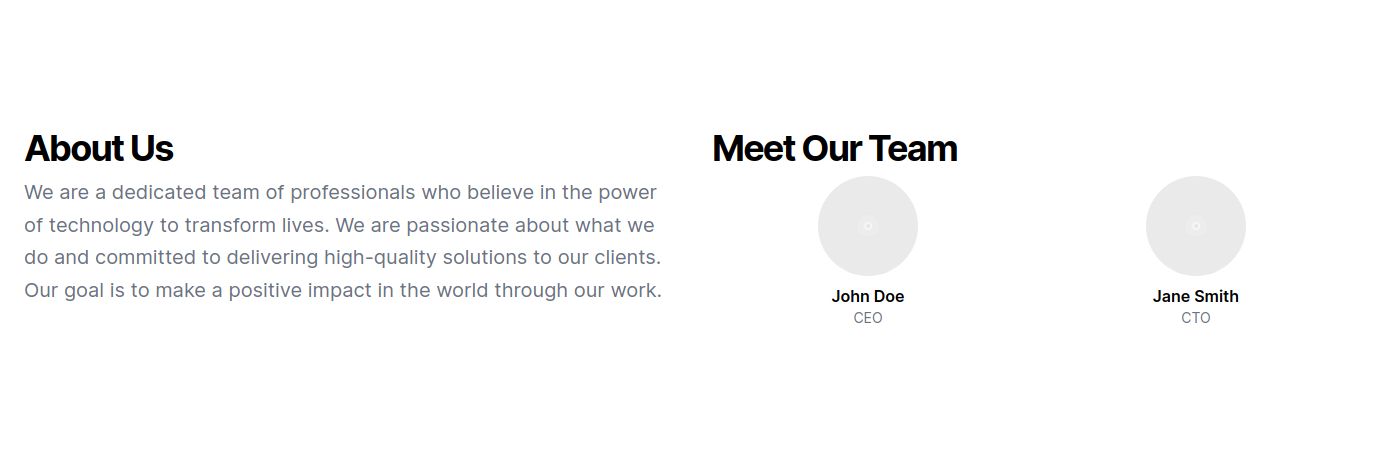 About Us
We are a dedicated team of professionals who believe in the power
of technology to transform lives. We are passionate about what we
do and committed to delivering high-quality solutions to our clients.
Our goal is to make a positive impact in the world through our work.
Meet Our Team
John Doe
CEO
Jane Smith
CTO